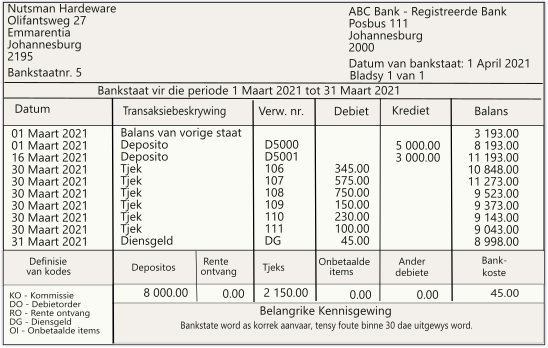 Nutsman Hardeware
Olifantsweg 27
Emmarentia
Johannesburg
2195
Bankstaatnr. 5
ABC Bank - Registreerde Bank
Posbus 111
Johannesburg
2000
Datum van bankstaat: 1 April 2021
Bladsy 1 van 1
Bankstaat vir die periode 1 Maart 2021 tot 31 Maart 2021
Datum Transaksiebeskrywing Verw. nr. Debiet Krediet Balans
01 Maart 2021 Balans van vorige staat 3 193.00
01 Maart 2021 Deposito D5000 5 000.00 8 193.00
16 Maart 2021 Deposito D5001 3 000.00 11 193.00
30 Maart 2021 Tjek 106 345.00 10 848.00
30 Maart 2021 Tjek 107 575.00 11 273.00
30 Maart 2021 Tjek 108 750.00 9 523.00
30 Maart 2021 Tjek 109 150.00 9 373.00
30 Maart 2021 Tjek 110 230.00 9 143.00
30 Maart 2021 Tjek 111 100.00 9 043.00
31 Maart 2021 Diensgeld DG 45.00 8 998.00
Definisie van kodes Depositos Rente ontvang Tjeks Onbetaalde items Ander debiete Bank-koste
8 000.00 0.00 2 150.00 0.00 0.00 45.00
KO - Kommissie
DO - Debietorder
RO - Rente ontvang
DG - Diensgeld
OI - Onbetaalde items
Belangrike Kennisgewing
Bankstate word as korrek aanvaar, tensy foute binne 30 dae uitgewys word.